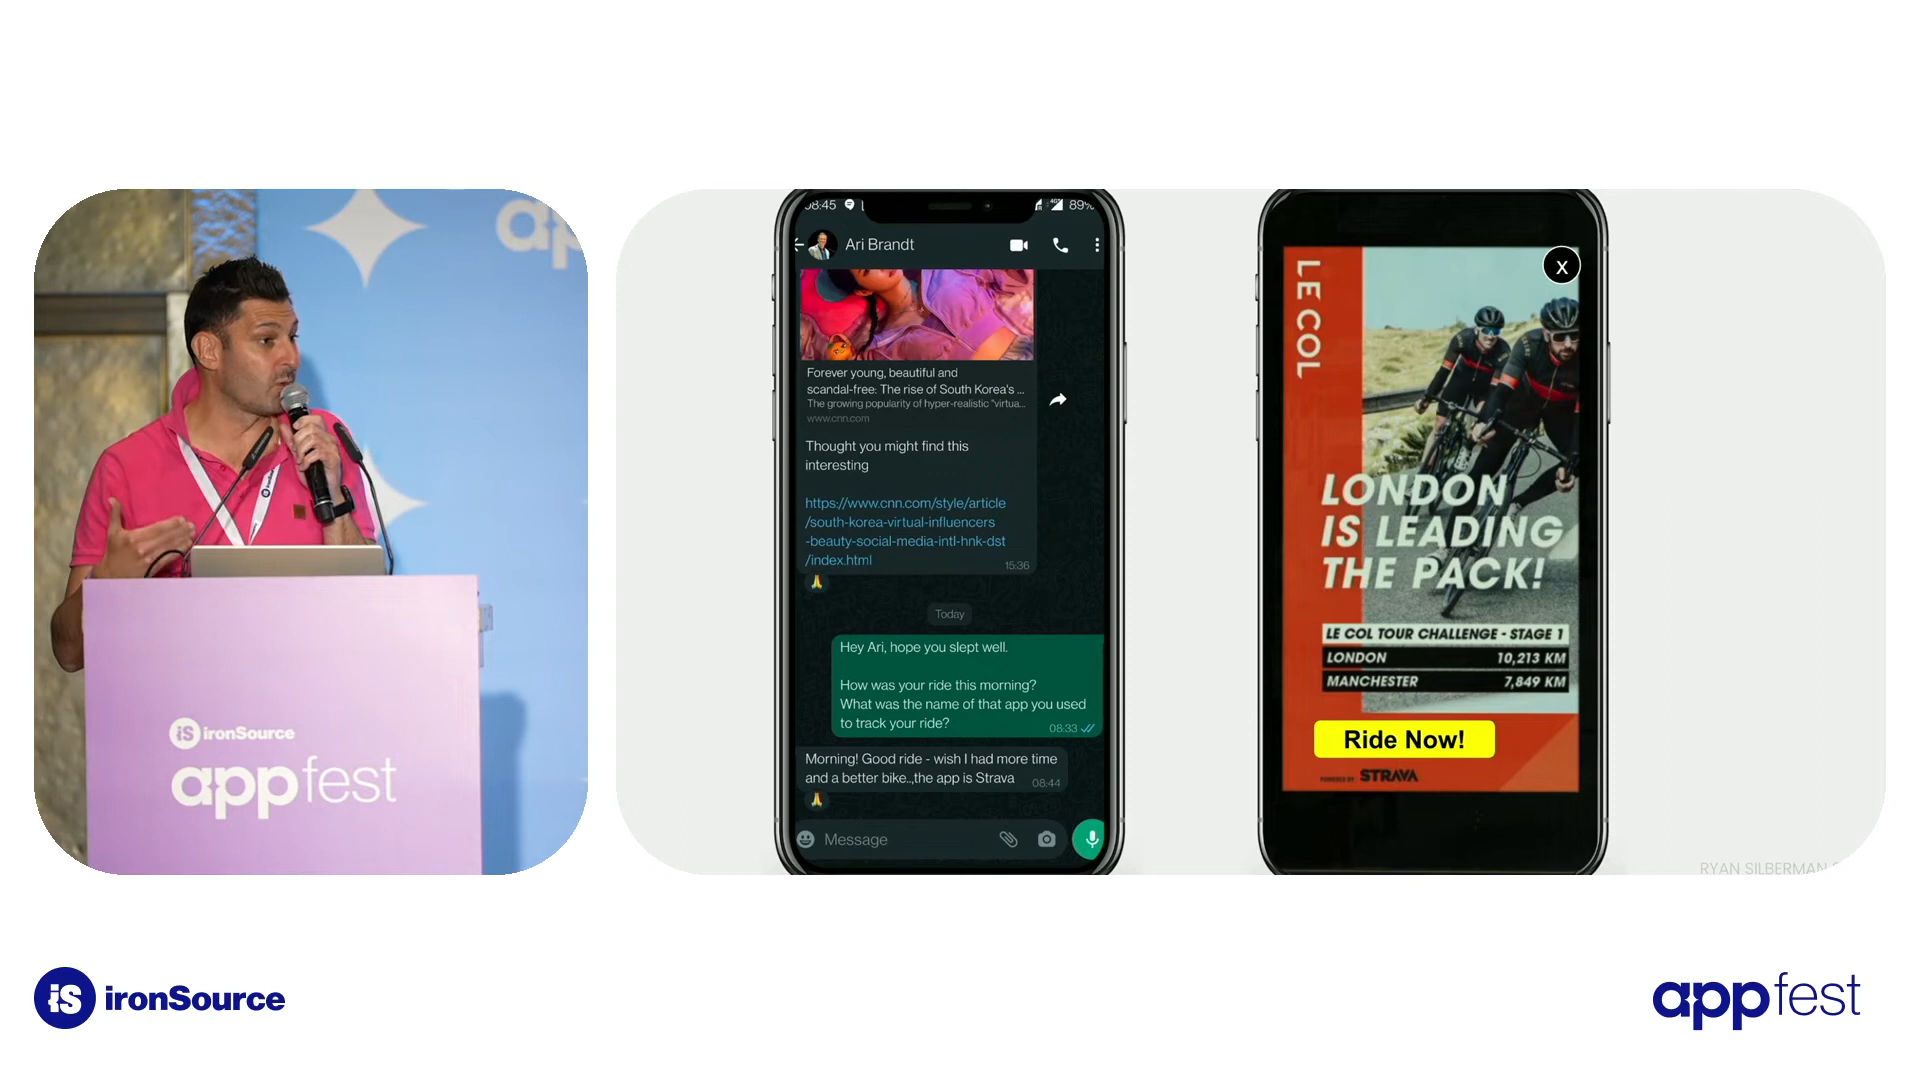 app
iS ironSource
appfest
08:45
89%
Ari Brandt
Forever young, beautiful and
scandal-free: The rise of South Korea's ...
The growing popularity of hyper-realistic "virtua...
www.cnn.com
Thought you might find this
interesting
https://www.cnn.com/style/article
/south-korea-virtual-influencers
-beauty-social-media-intl-hnk-dst
/index.html
15:36
Today
Hey Ari, hope you slept well.
How was your ride this morning?
What was the name of that app you used
to track your ride?
08:33
Morning! Good ride - wish I had more time
and a better bike..,the app is Strava
08:44
Message
LE COL
x
LONDON
IS LEADING
THE PACK!
LE COL TOUR CHALLENGE - STAGE 1
LONDON 10,213 KM
MANCHESTER 7,849 KM
Ride Now!
POWERED BY STRAVA
RYAN SILBERMAN
iS ironSource
appfest